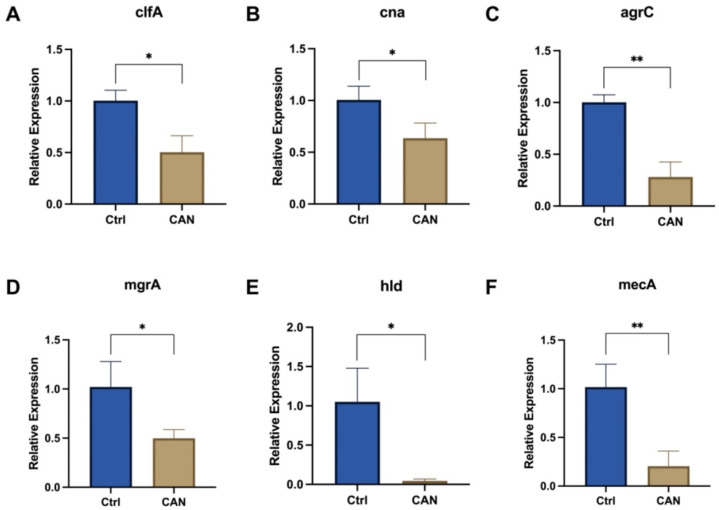 A
clfA
*
Relative Expression
1.5
1.0
0.5
0.0
Ctrl CAN
B
cna
*
Relative Expression
1.5
1.0
0.5
0.0
Ctrl CAN
C
agrC
**
Relative Expression
1.5
1.0
0.5
0.0
Ctrl CAN
D
mgrA
*
Relative Expression
1.5
1.0
0.5
0.0
Ctrl CAN
E
hld
*
Relative Expression
2.0
1.5
1.0
0.5
0.0
Ctrl CAN
F
mecA
**
Relative Expression
1.5
1.0
0.5
0.0
Ctrl CAN